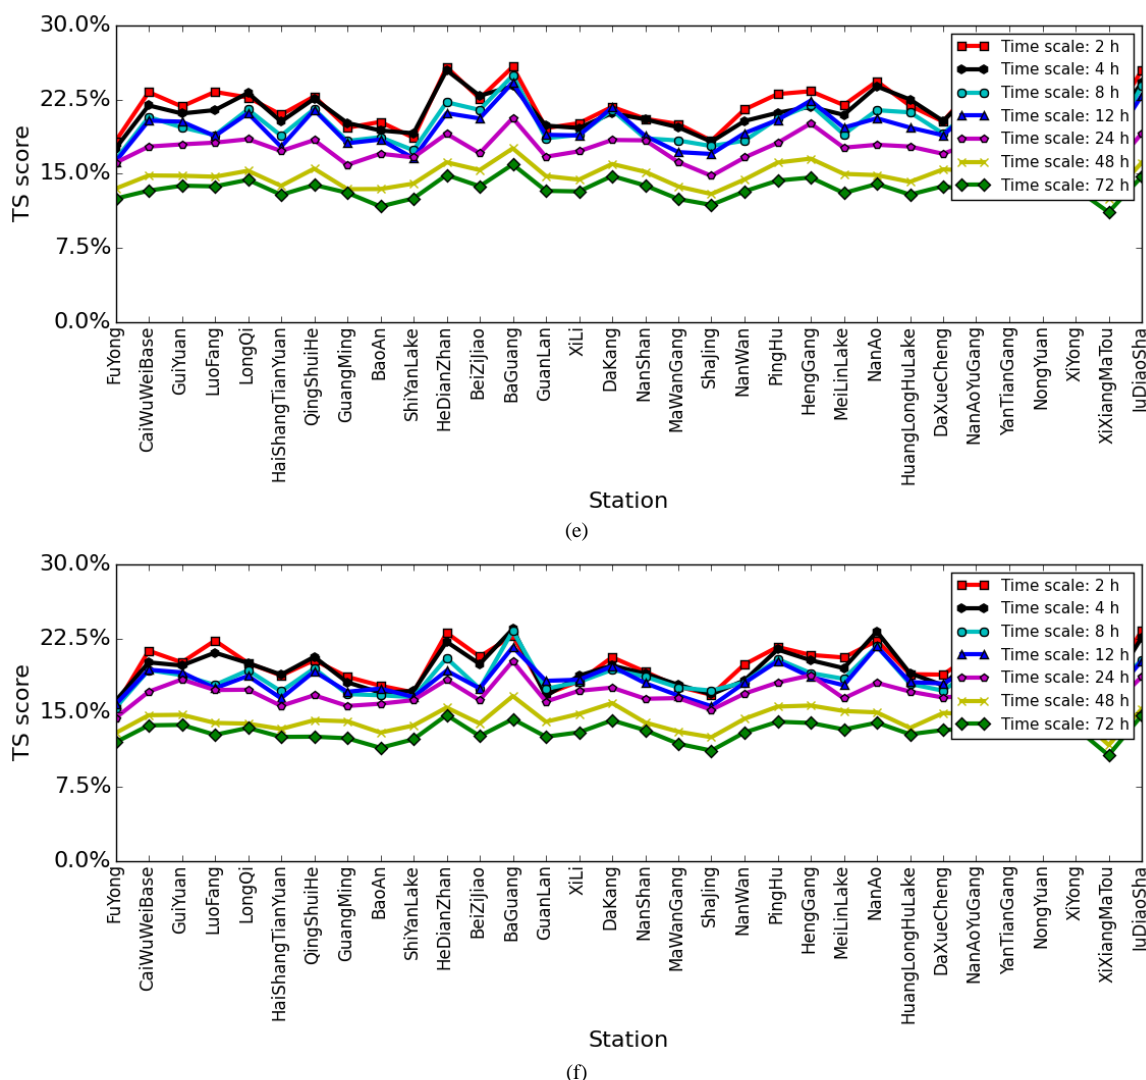 30.0%
22.5%
15.0%
7.5%
0.0%
TS score
Time scale: 2 h
Time scale: 4 h
Time scale: 8 h
Time scale: 12 h
Time scale: 24 h
Time scale: 48 h
Time scale: 72 h
FuYong
CaiWuWeiBase
GuiYuan
LuoFang
LongQi
HaiShangTianYuan
QingShuiHe
GuangMing
BaoAn
ShiYanLake
HeDianZhan
BeiZiJiao
BaGuang
GuanLan
XiLi
DaKang
NanShan
MaWanGang
ShaJing
NanWan
PingHu
HengGang
MeiLinLake
NanAo
HuangLongHuLake
DaXueCheng
NanAoYuGang
YanTianGang
NongYuan
XiYong
XiXiangMaTou
IuDiaoSha
Station
(e)
30.0%
22.5%
15.0%
7.5%
0.0%
TS score
Time scale: 2 h
Time scale: 4 h
Time scale: 8 h
Time scale: 12 h
Time scale: 24 h
Time scale: 48 h
Time scale: 72 h
FuYong
CaiWuWeiBase
GuiYuan
LuoFang
LongQi
HaiShangTianYuan
QingShuiHe
GuangMing
BaoAn
ShiYanLake
HeDianZhan
BeiZiJiao
BaGuang
GuanLan
XiLi
DaKang
NanShan
MaWanGang
ShaJing
NanWan
PingHu
HengGang
MeiLinLake
NanAo
HuangLongHuLake
DaXueCheng
NanAoYuGang
YanTianGang
NongYuan
XiYong
XiXiangMaTou
IuDiaoSha
Station
(f)